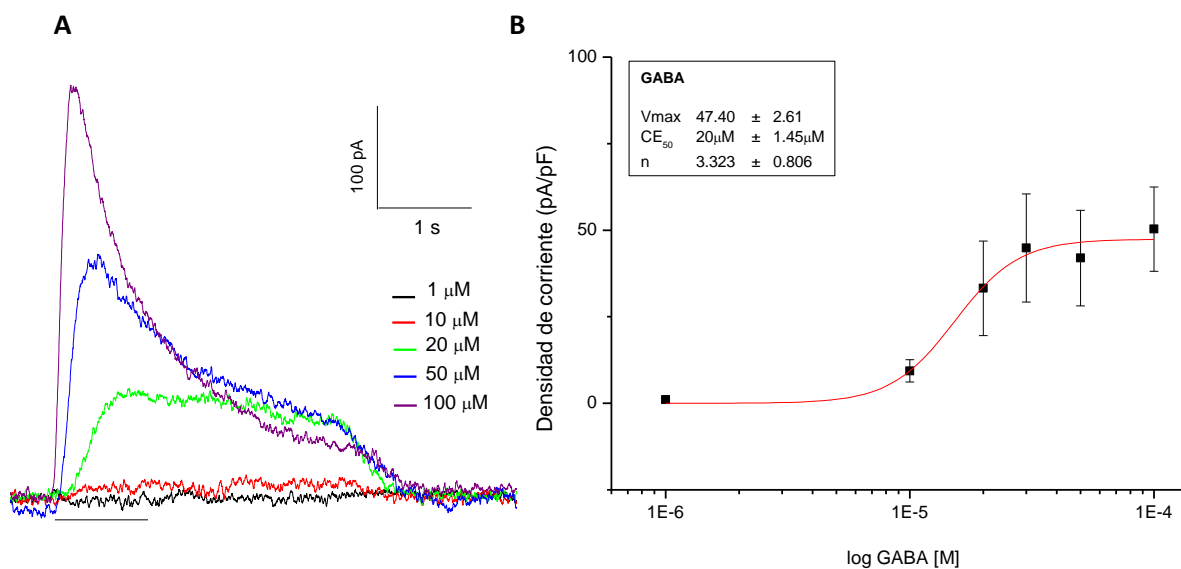 A
100 pA
1 s
1 μM
10 μM
20 μM
50 μM
100 μM
B
Densidad de corriente (pA/pF)
100
50
0
GABA
Vmax 47.40 ± 2.61
CE50 20μM ± 1.45μM
n 3.323 ± 0.806
1E-6
1E-5
1E-4
log GABA [M]